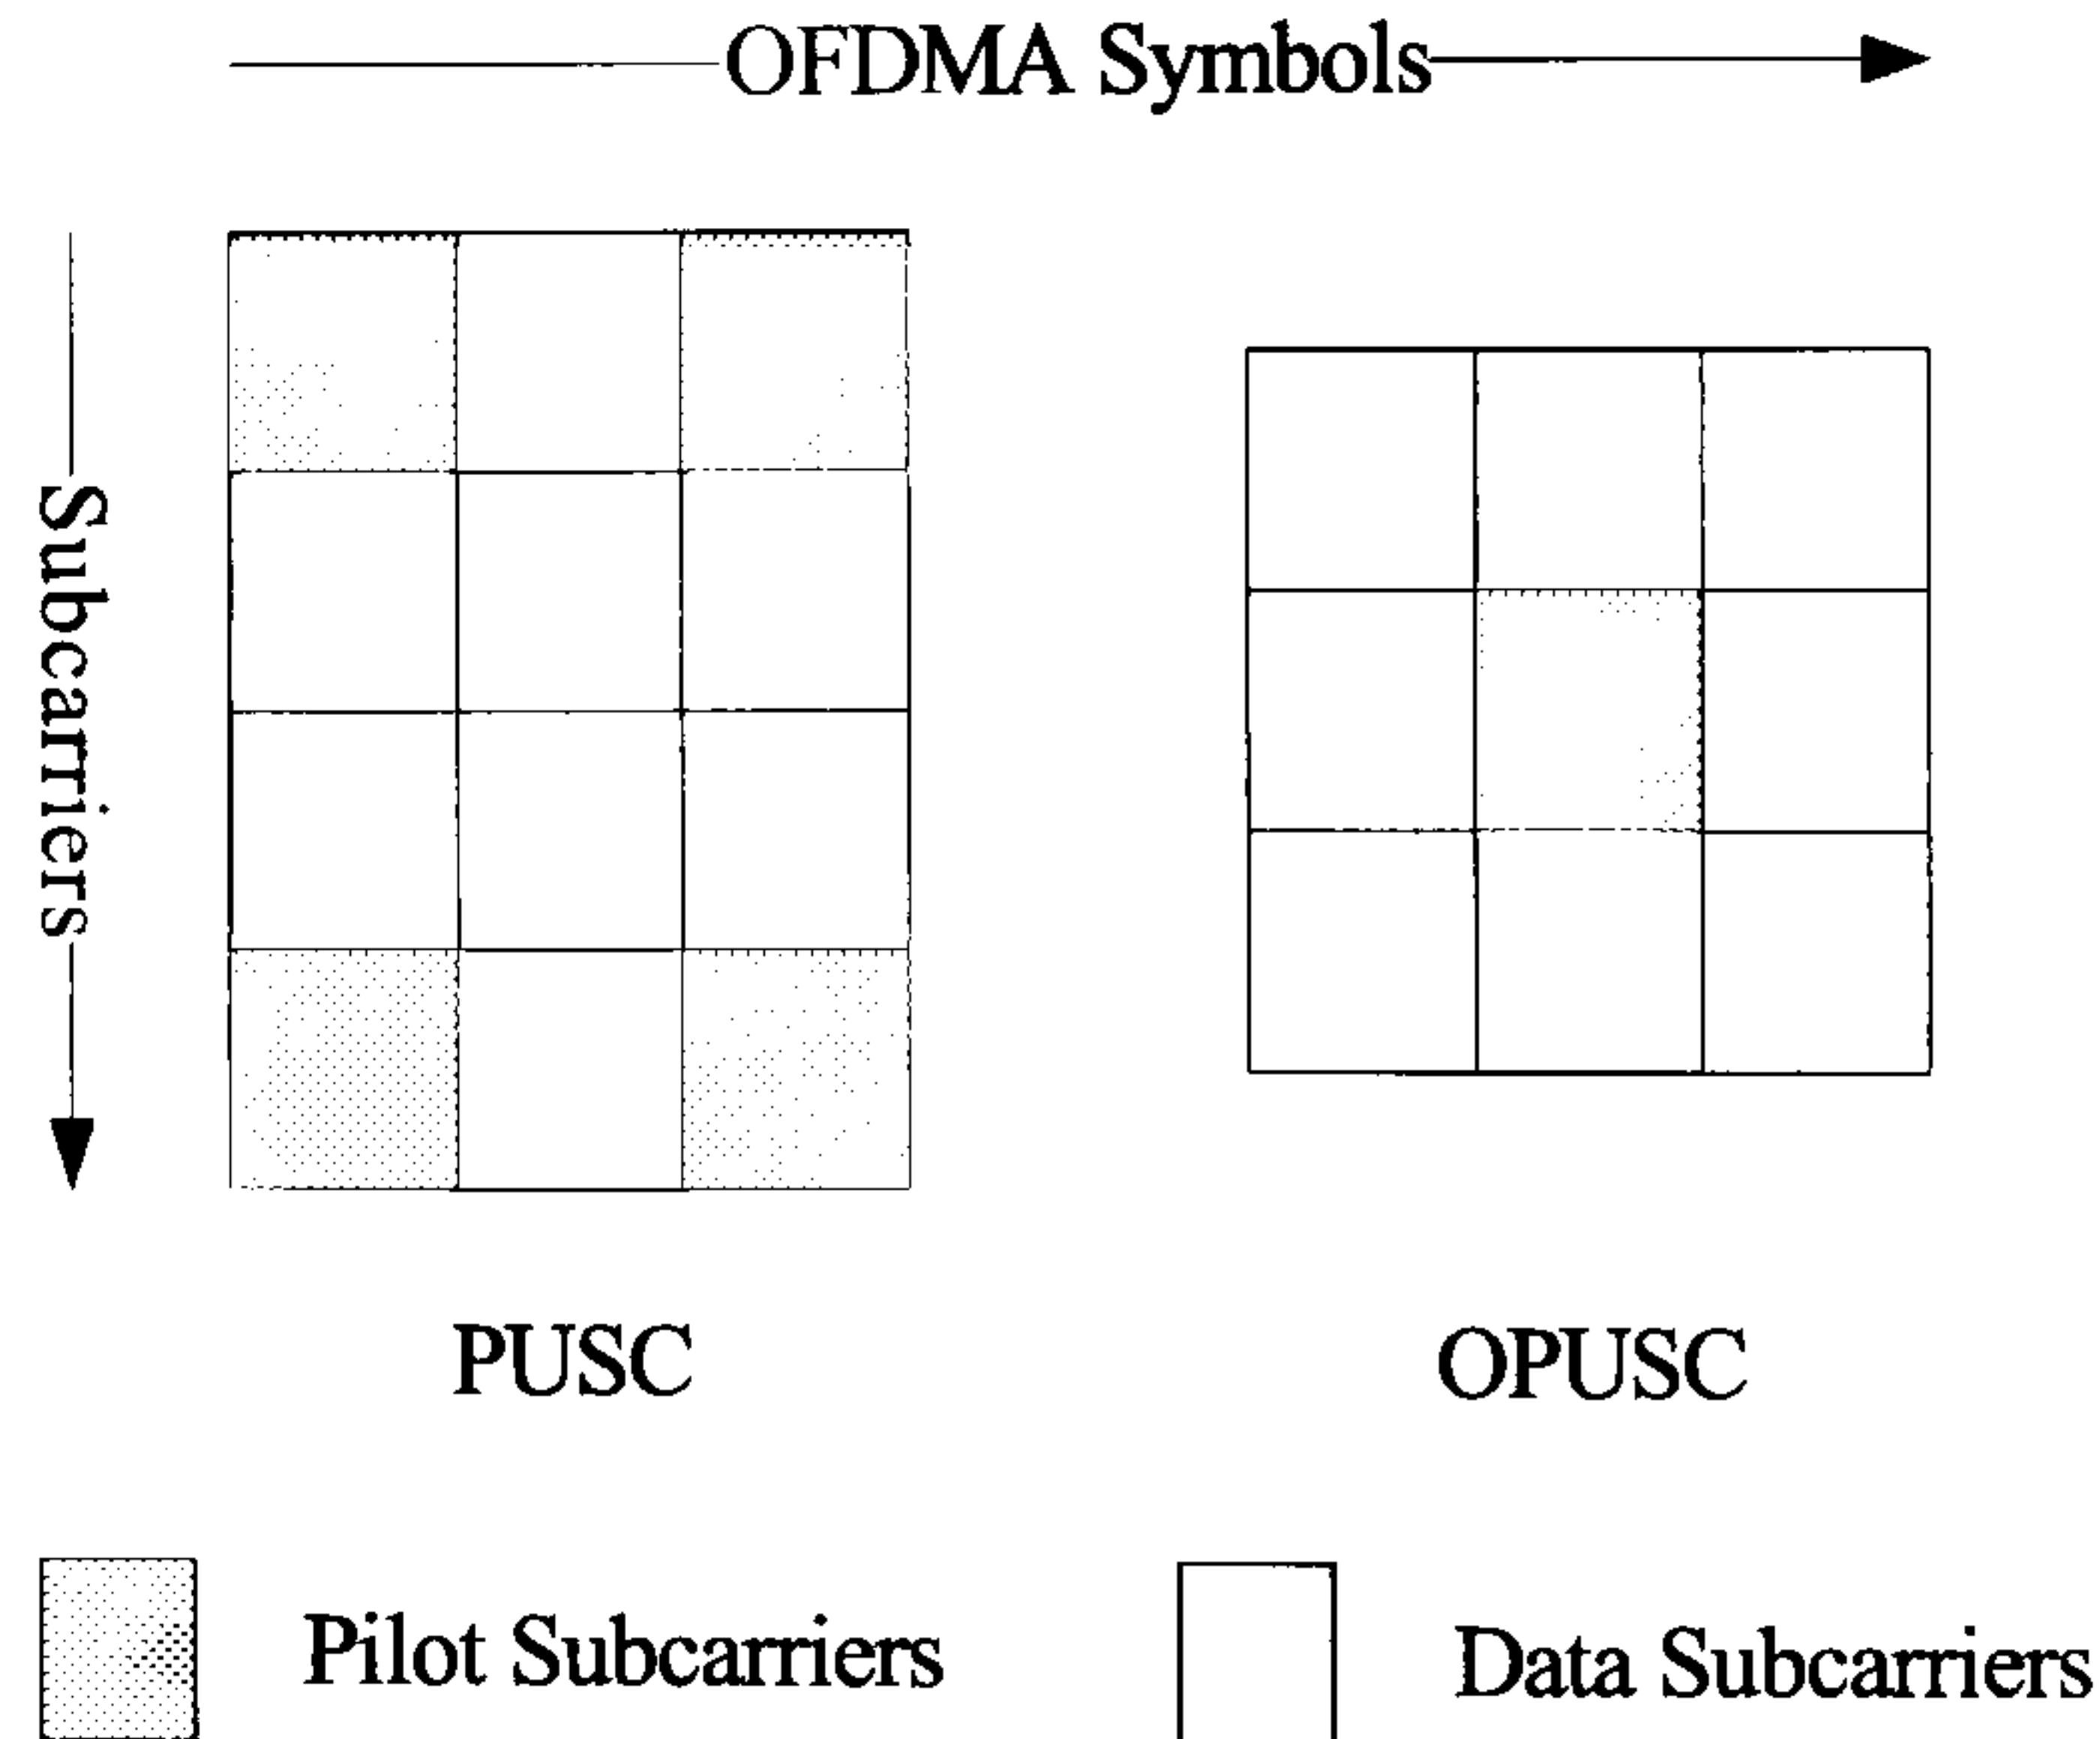 OFDMA Symbols
Subcarriers
PUSC
OPUSC
Pilot Subcarriers
Data Subcarriers